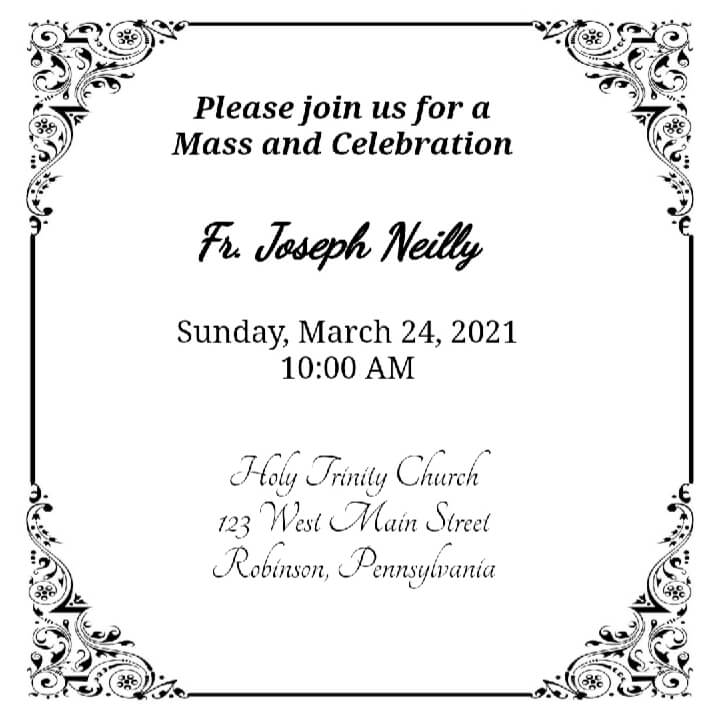 Please join us for a
Mass and Celebration
Fr. Joseph Neilly
Sunday, March 24, 2021
10:00 AM
Holy Trinity Church
123 West Main Street
Robinson, Pennsylvania